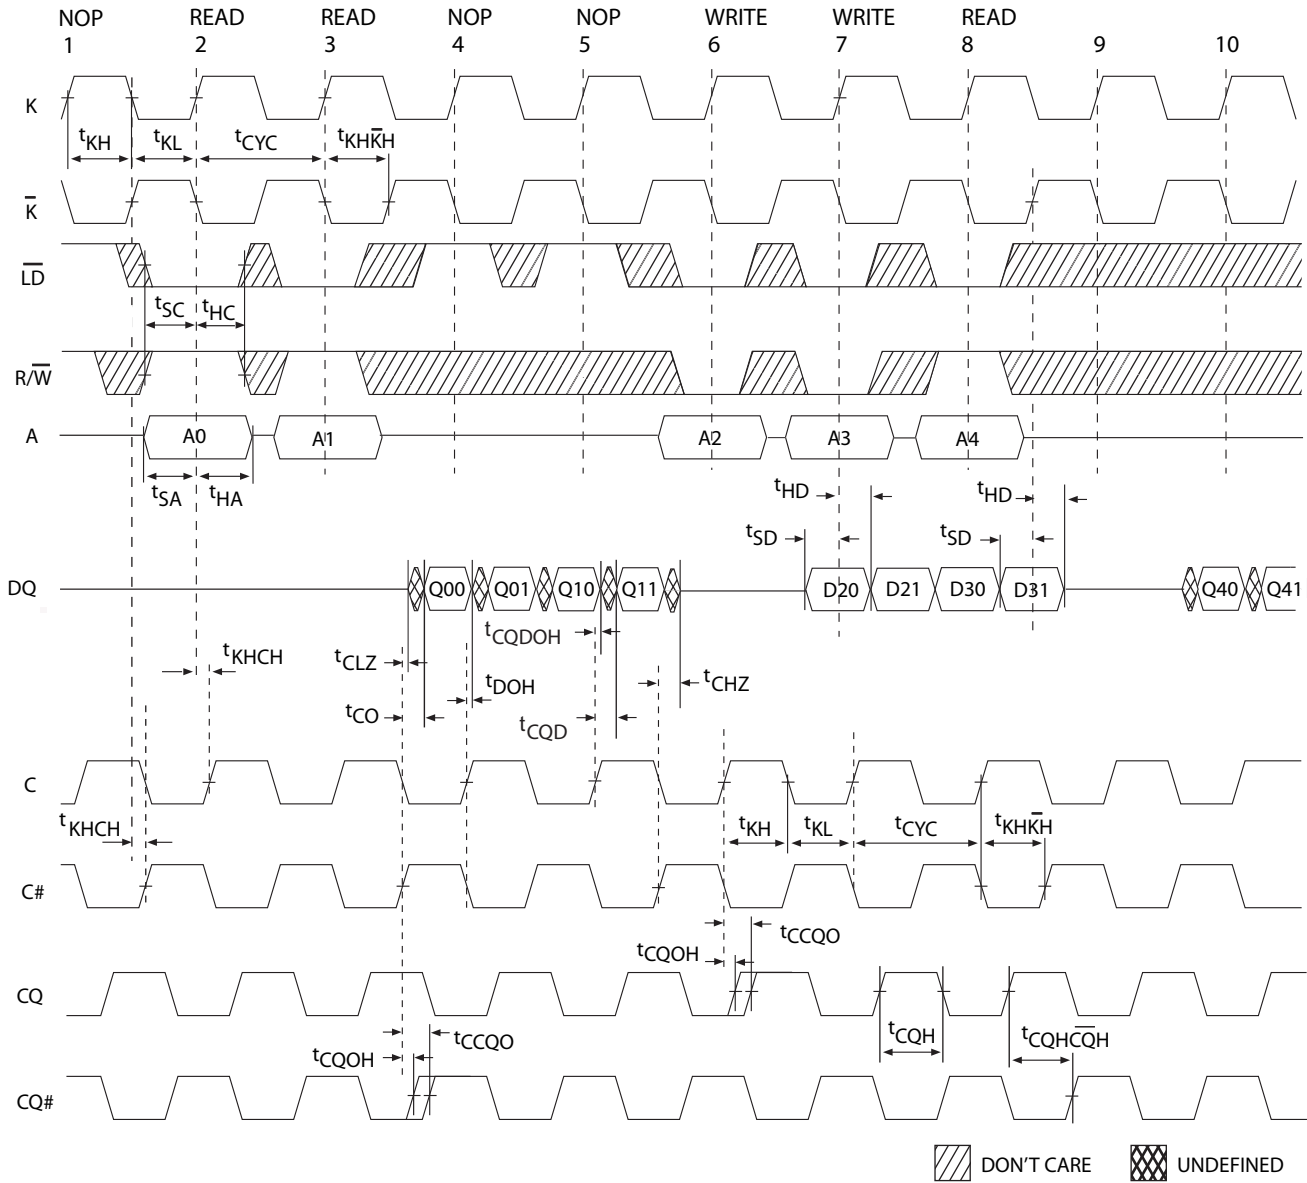 NOP READ READ NOP NOP WRITE WRITE READ
1 2 3 4 5 6 7 8 9 10
K
tKH tKL tCYC tKHK̅H
K̅
L̅D̅
tSC tHC
R/W̅
A A0 A1 A2 A3 A4
tSA tHA tHD tHD
tSD tSD
DQ Q00 Q01 Q10 Q11 D20 D21 D30 D31 Q40 Q41
tCQDOH
tKHCH tCLZ tDOH tCHZ
tCO tCQD
C
tKHCH tKH tKL tCYC tKHK̅H
C#
tCCQO
tCQOH
CQ
tCCQO tCQH tCQHC̅Q̅H
tCQOH
CQ#
DON'T CARE UNDEFINED